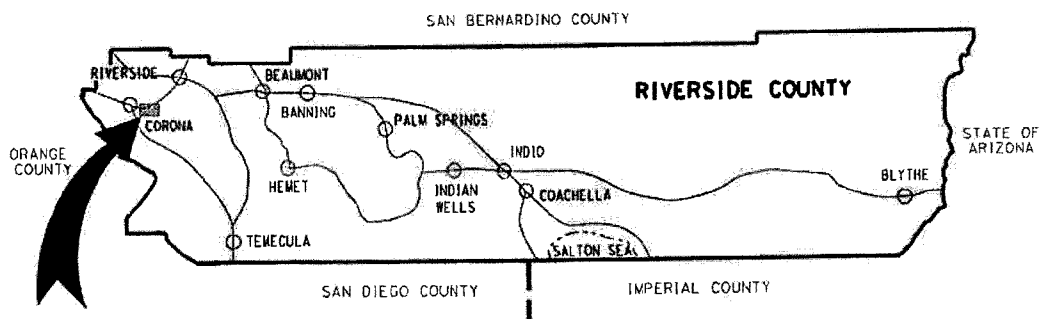 SAN BERNARDINO COUNTY
RIVERSIDE
BEAUMONT
RIVERSIDE COUNTY
BANNING
PALM SPRINGS
CORONA
STATE OF
ARIZONA
ORANGE
COUNTY
INDIO
HEMET
INDIAN
WELLS
COACHELLA
BLYTHE
TEMECULA
SALTON SEA
SAN DIEGO COUNTY
IMPERIAL COUNTY